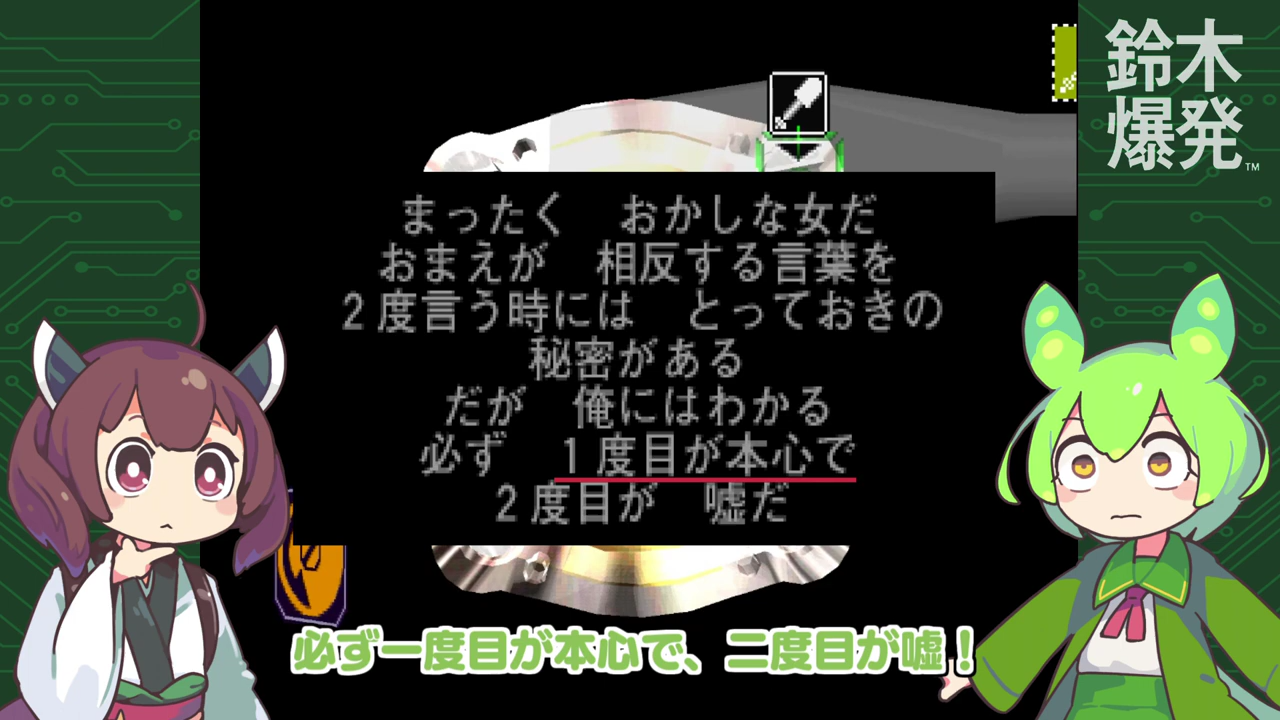 鈴木
爆発™
まったく　おかしな女だ
おまえが　相反する言葉を
２度言う時には　とっておきの
秘密がある
だが　俺にはわかる
必ず　１度目が本心で
２度目が　嘘だ
必ず一度目が本心で、二度目が嘘！